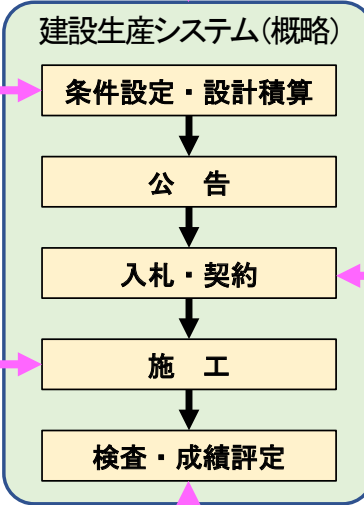 建設生産システム(概略)
条件設定・設計積算
公　告
入札・契約
施　工
検査・成績評定